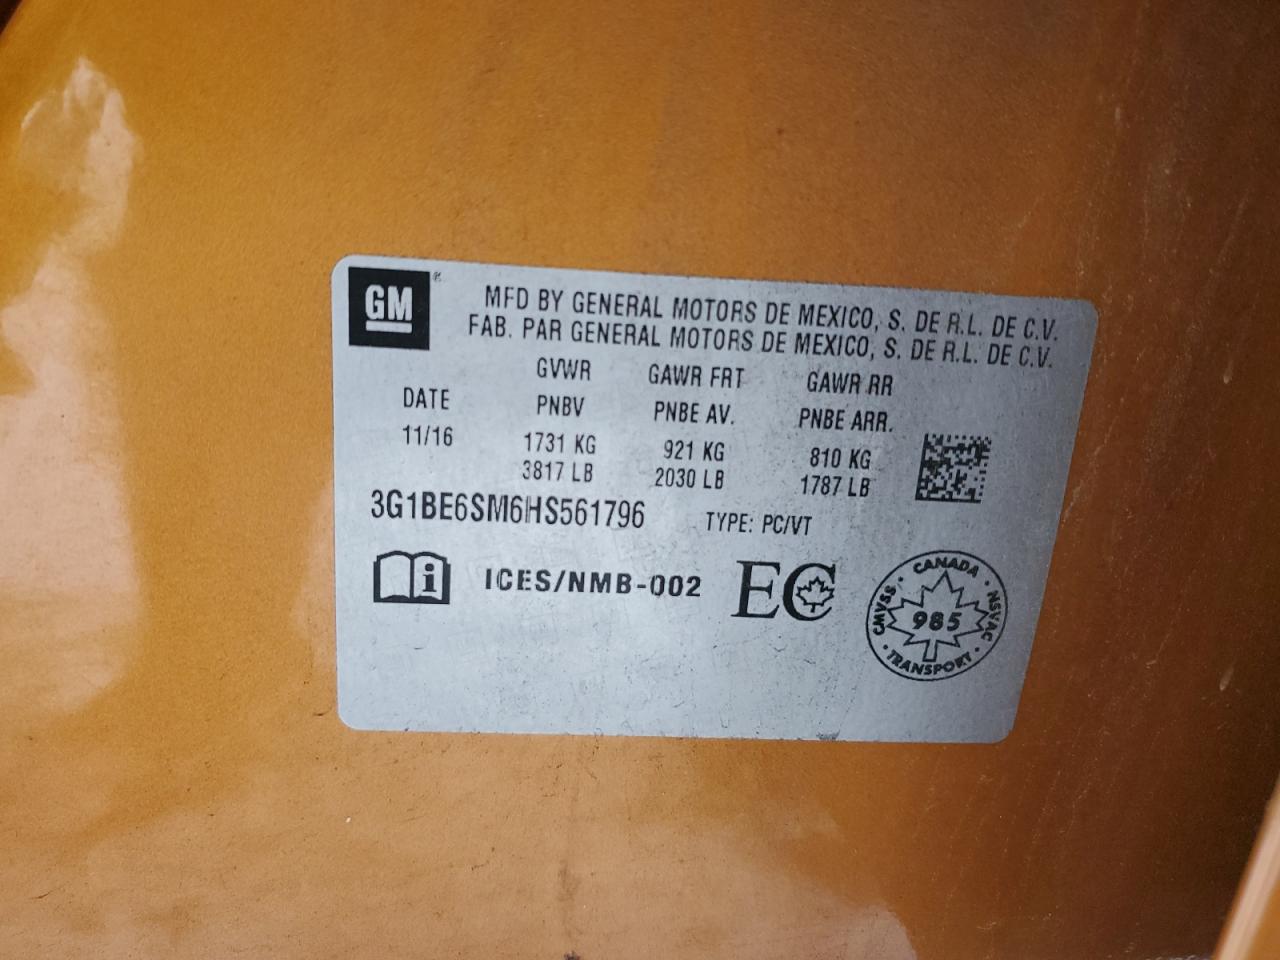 GM
MFD BY GENERAL MOTORS DE MEXICO, S. DE R.L. DE C.V.
FAB. PAR GENERAL MOTORS DE MEXICO, S. DE R.L. DE C.V.
GVWR GAWR FRT GAWR RR
DATE PNBV PNBE AV. PNBE ARR.
11/16 1731 KG 921 KG 810 KG
3817 LB 2030 LB 1787 LB
3G1BE6SM6HS561796 TYPE: PC/VT
i ICES/NMB-002 EC
CANADA
CMVSS 985 NSVAC
TRANSPORT